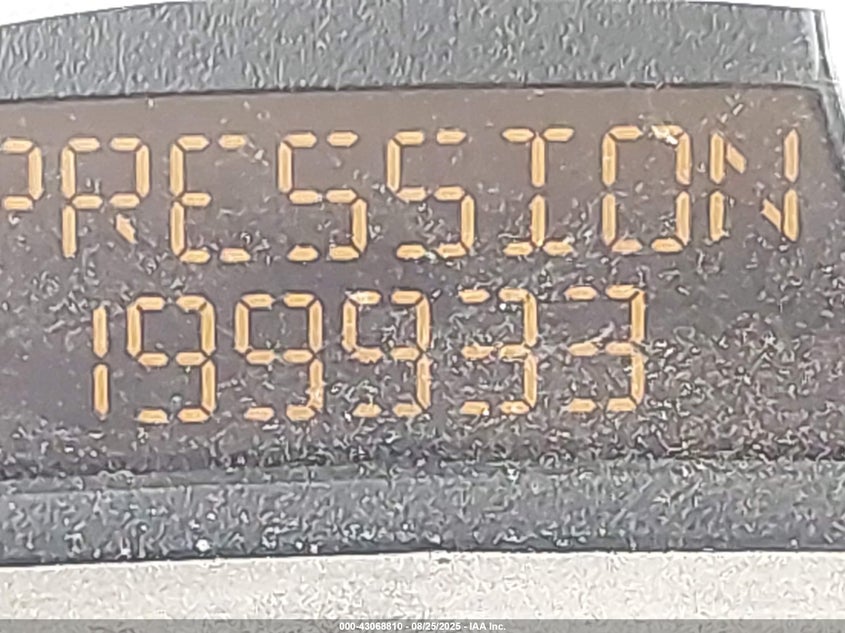 PRESSION
199933
000-43068810 - 08/25/2025 - IAA Inc.